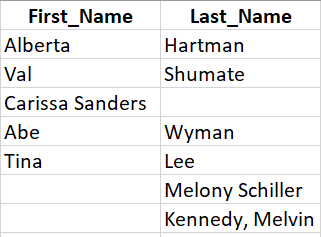 First_Name Last_Name
Alberta Hartman
Val Shumate
Carissa Sanders
Abe Wyman
Tina Lee
Melony Schiller
Kennedy, Melvin